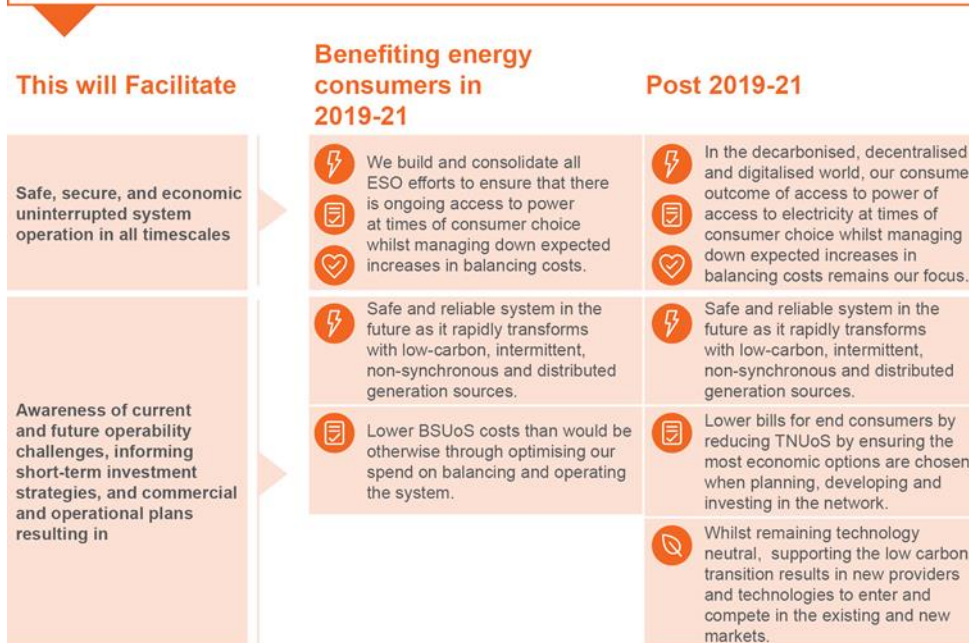 This will Facilitate
Benefiting energy
consumers in
2019-21
Post 2019-21
Safe, secure, and economic
uninterrupted system
operation in all timescales
We build and consolidate all
ESO efforts to ensure that there
is ongoing access to power
at times of consumer choice
whilst managing down expected
increases in balancing costs.
In the decarbonised, decentralised
and digitalised world, our consume
outcome of access to power of
access to electricity at times of
consumer choice whilst managing
down expected increases in
balancing costs remains our focus.
Awareness of current
and future operability
challenges, informing
short-term investment
strategies, and commercial
and operational plans
resulting in
Safe and reliable system in the
future as it rapidly transforms
with low-carbon, intermittent,
non-synchronous and distributed
generation sources.
Safe and reliable system in the
future as it rapidly transforms
with low-carbon, intermittent,
non-synchronous and distributed
generation sources.
Lower BSUoS costs than would be
otherwise through optimising our
spend on balancing and operating
the system.
Lower bills for end consumers by
reducing TNUoS by ensuring the
most economic options are chosen
when planning, developing and
investing in the network.
Whilst remaining technology
neutral, supporting the low carbon
transition results in new providers
and technologies to enter and
compete in the existing and new
markets.